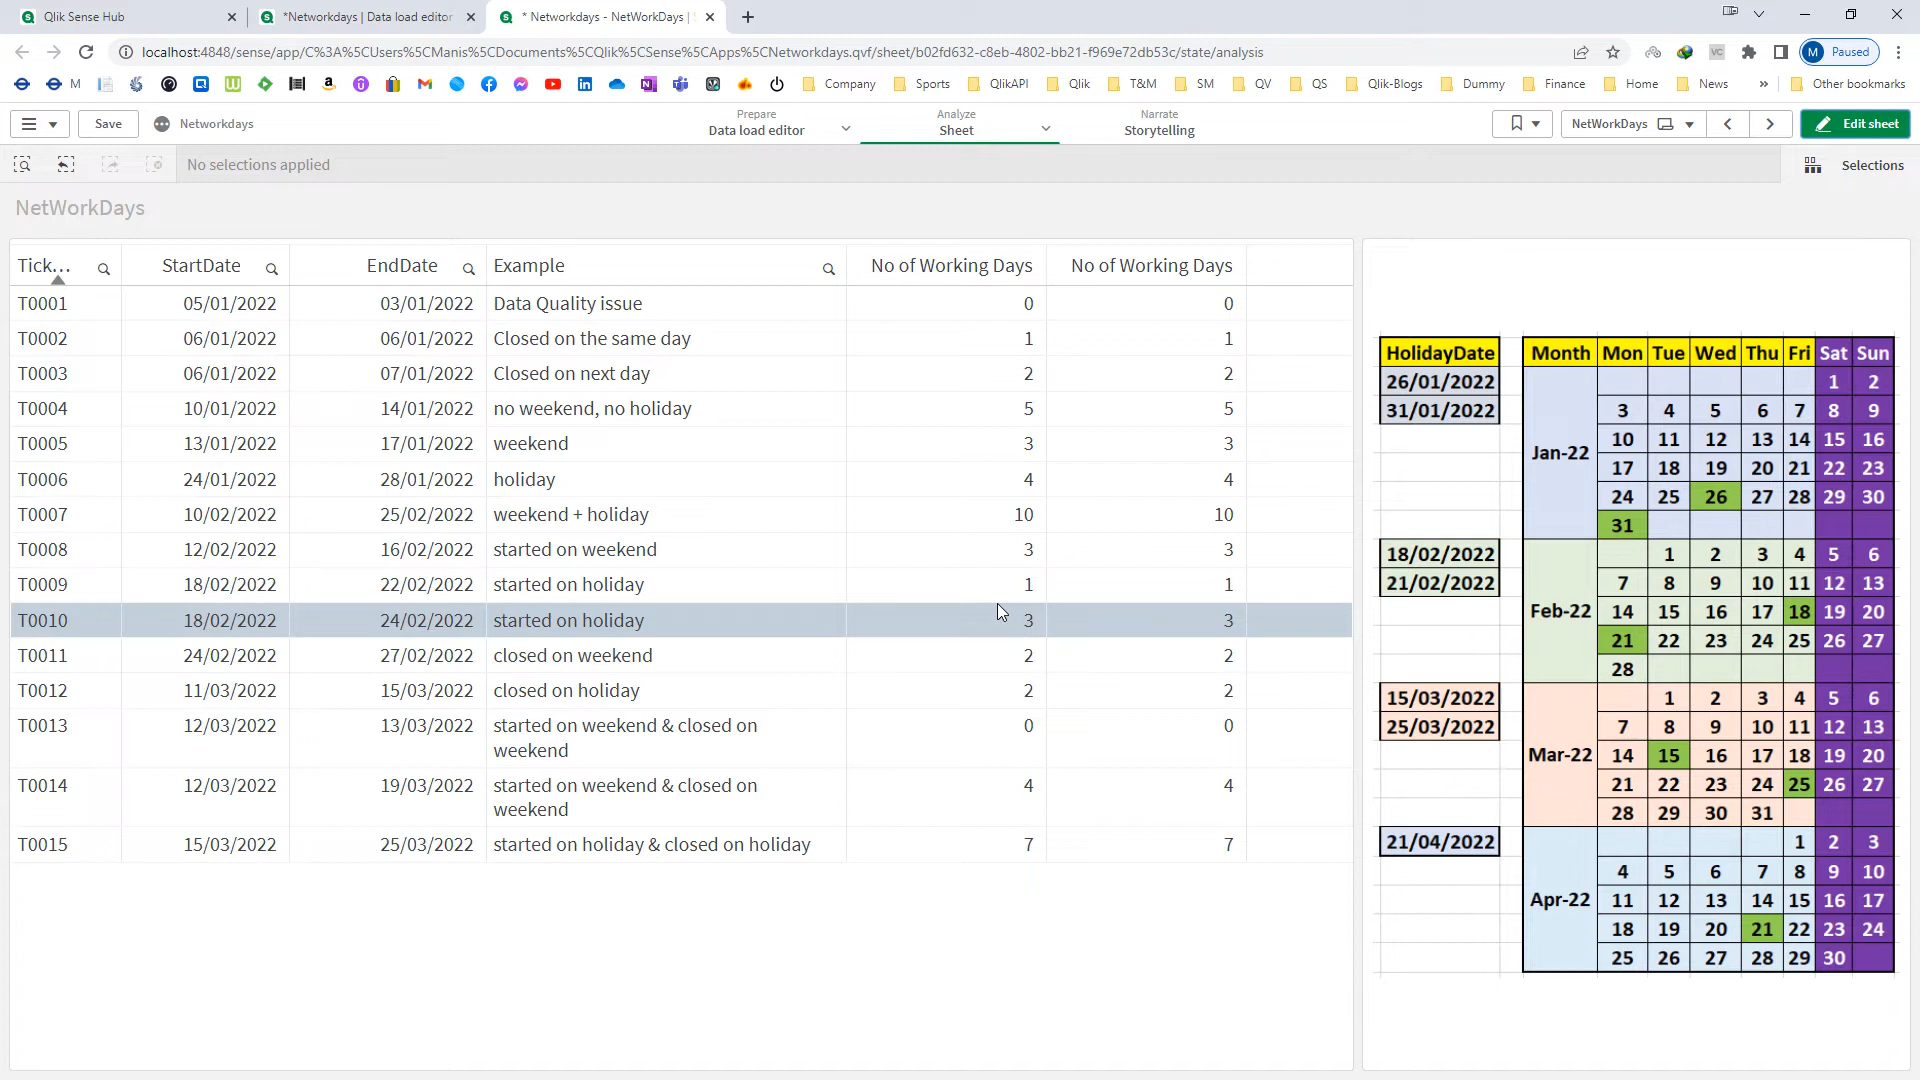 Qlik Sense Hub
*Networkdays | Data load editor
* Networkdays - NetWorkDays |
localhost:4848/sense/app/C%3A%5CUsers%5CManis%5CDocuments%5CQlik%5CSense%5CApps%5CNetworkdays.qvf/sheet/b02fd632-c8eb-4802-bb21-f969e72db53c/state/analysis
M Paused
M Company Sports QlikAPI Qlik T&M SM QV QS Qlik-Blogs Dummy Finance Home News » Other bookmarks
Prepare
Data load editor
Analyze
Sheet
Narrate
Storytelling
Save
Networkdays
NetWorkDays
Edit sheet
No selections applied
Selections
NetWorkDays
Tick... StartDate EndDate Example No of Working Days No of Working Days
T0001 05/01/2022 03/01/2022 Data Quality issue 0 0
T0002 06/01/2022 06/01/2022 Closed on the same day 1 1
T0003 06/01/2022 07/01/2022 Closed on next day 2 2
T0004 10/01/2022 14/01/2022 no weekend, no holiday 5 5
T0005 13/01/2022 17/01/2022 weekend 3 3
T0006 24/01/2022 28/01/2022 holiday 4 4
T0007 10/02/2022 25/02/2022 weekend + holiday 10 10
T0008 12/02/2022 16/02/2022 started on weekend 3 3
T0009 18/02/2022 22/02/2022 started on holiday 1 1
T0010 18/02/2022 24/02/2022 started on holiday 3 3
T0011 24/02/2022 27/02/2022 closed on weekend 2 2
T0012 11/03/2022 15/03/2022 closed on holiday 2 2
T0013 12/03/2022 13/03/2022 started on weekend & closed on 0 0
weekend
T0014 12/03/2022 19/03/2022 started on weekend & closed on 4 4
weekend
T0015 15/03/2022 25/03/2022 started on holiday & closed on holiday 7 7
HolidayDate
26/01/2022
31/01/2022
18/02/2022
21/02/2022
15/03/2022
25/03/2022
21/04/2022
Month Mon Tue Wed Thu Fri Sat Sun
1 2
3 4 5 6 7 8 9
10 11 12 13 14 15 16
Jan-22
17 18 19 20 21 22 23
24 25 26 27 28 29 30
31
1 2 3 4 5 6
7 8 9 10 11 12 13
Feb-22 14 15 16 17 18 19 20
21 22 23 24 25 26 27
28
1 2 3 4 5 6
7 8 9 10 11 12 13
Mar-22 14 15 16 17 18 19 20
21 22 23 24 25 26 27
28 29 30 31
1 2 3
4 5 6 7 8 9 10
Apr-22 11 12 13 14 15 16 17
18 19 20 21 22 23 24
25 26 27 28 29 30